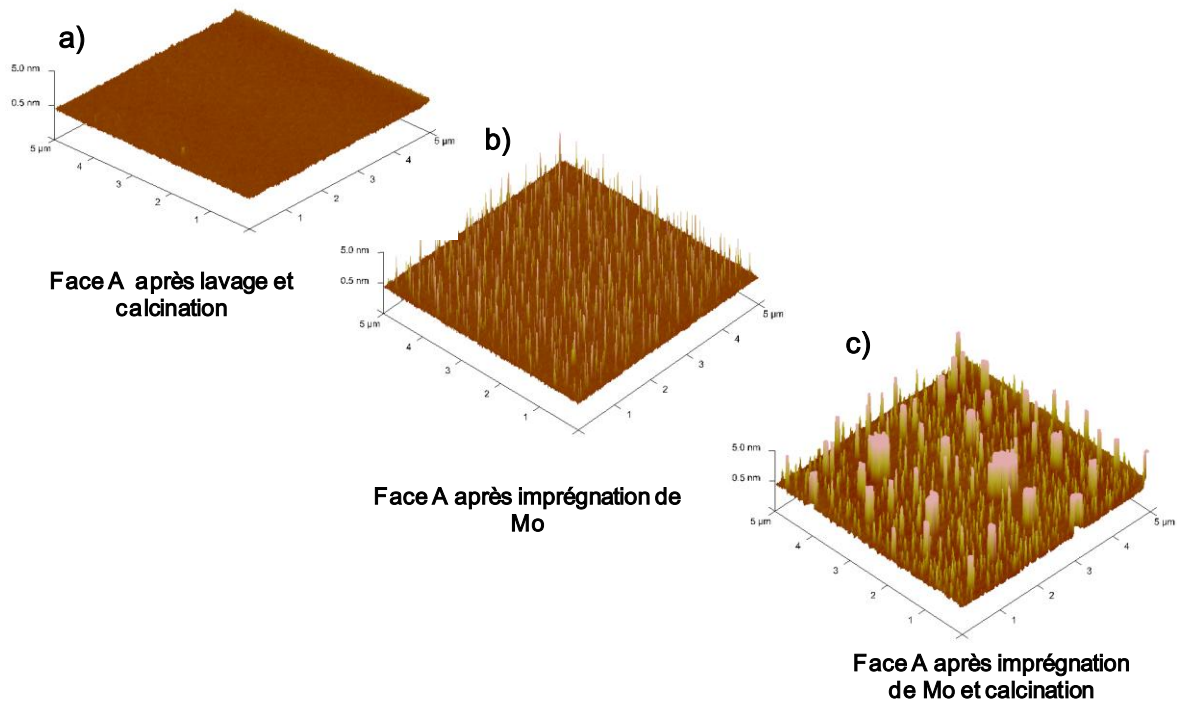 a)
5.0 nm
0.5 nm
5 µm
4
3
2
1
1
2
3
4
5 µm
Face A après lavage et
calcination
b)
5.0 nm
0.5 nm
5 µm
4
3
2
1
1
2
3
4
5 µm
Face A après imprégnation de
Mo
c)
5.0 nm
0.5 nm
5 µm
4
3
2
1
1
2
3
4
5 µm
Face A après imprégnation
de Mo et calcination